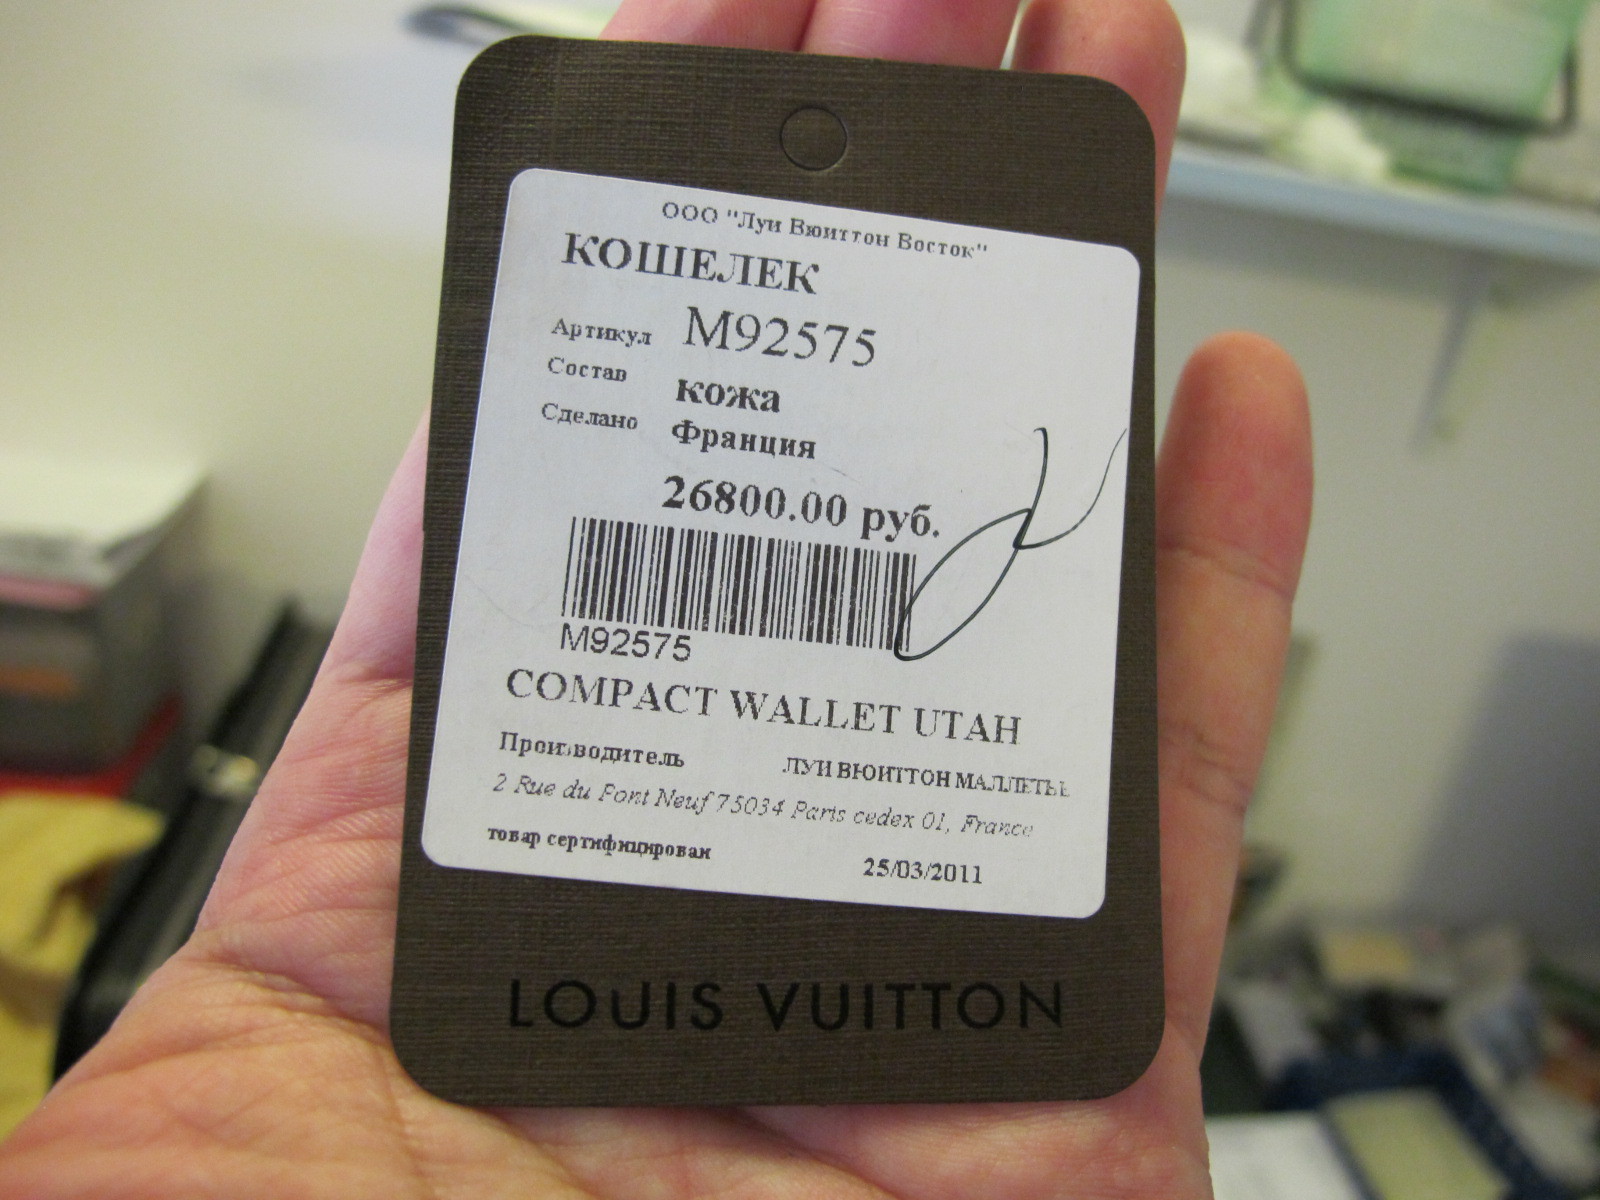 ООО "Луи Вюиттон Восток"
КОШЕЛЕК
Артикул М92575
Состав кожа
Сделано Франция
26800.00 руб.
M92575
COMPACT WALLET UTAH
Производитель ЛУИ ВЮИТТОН МАЛЛЕТЬЕ
2 Rue du Pont Neuf 75034 Paris cedex 01, France
товар сертифицирован 25/03/2011
LOUIS VUITTON